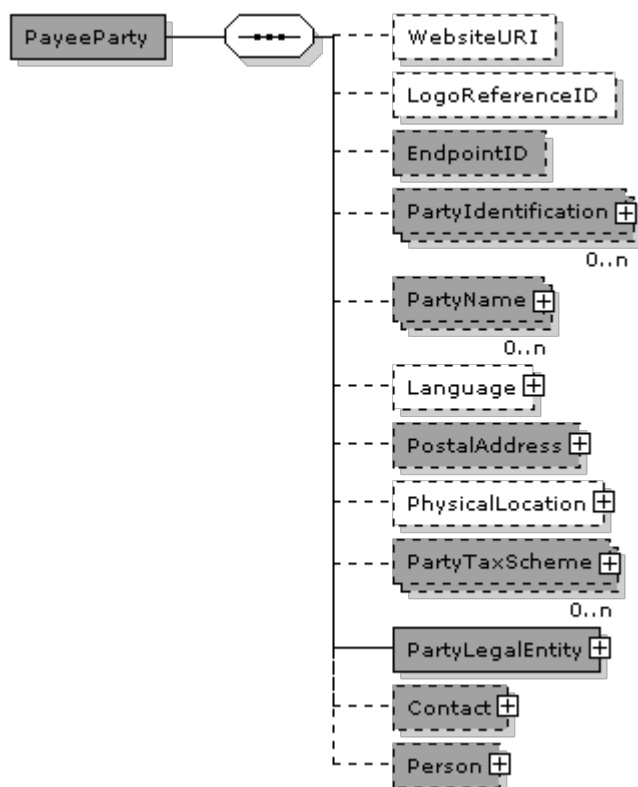 PayeeParty
WebsiteURI
LogoReferenceID
EndpointID
PartyIdentification
0..n
PartyName
0..n
Language
PostalAddress
PhysicalLocation
PartyTaxScheme
0..n
PartyLegalEntity
Contact
Person